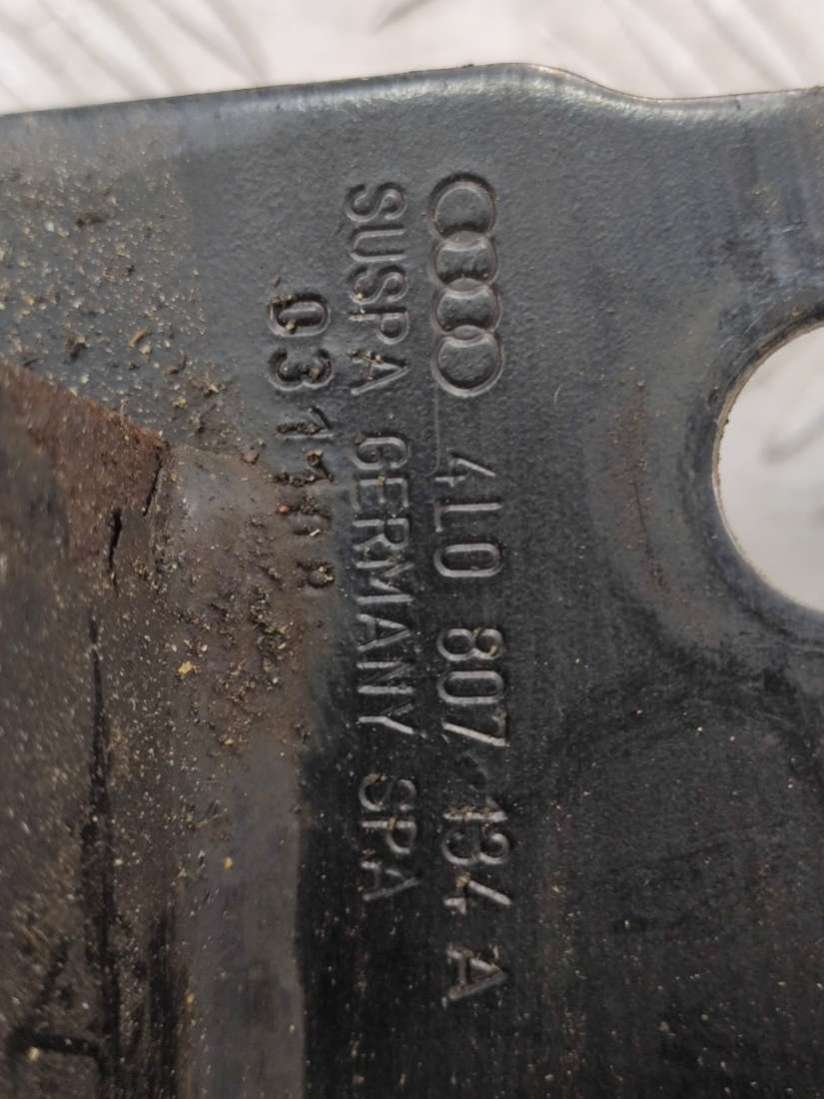 4L0 807 134 A
SUSPA GERMANY SPA